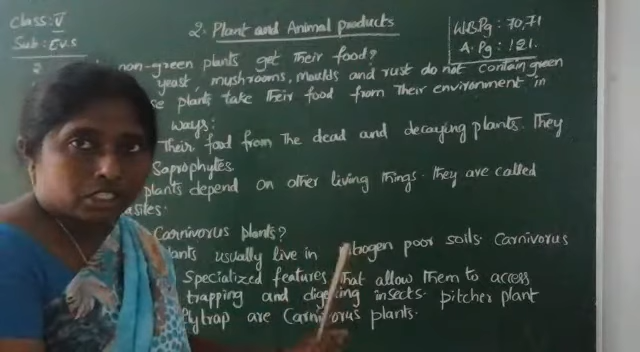 Class: V
Sub: E.V.S
2. Plant and Animal products
W.B.Pg: 70,71
A.Pg: 121.
2
non-green plants get Their food?
yeast, mushrooms, moulds and rust do not contain green
plants take Their food from Their environment in
ways:
Their food from The dead and decaying plants. They
Saprophytes.
plants depend on other living things. They are called
Carnivorus plants?
usually live in nitrogen poor soils. Carnivorus
Specialized features That allow Them to access
trapping and digesting insects. pitcher plant
are Carnivorus plants.